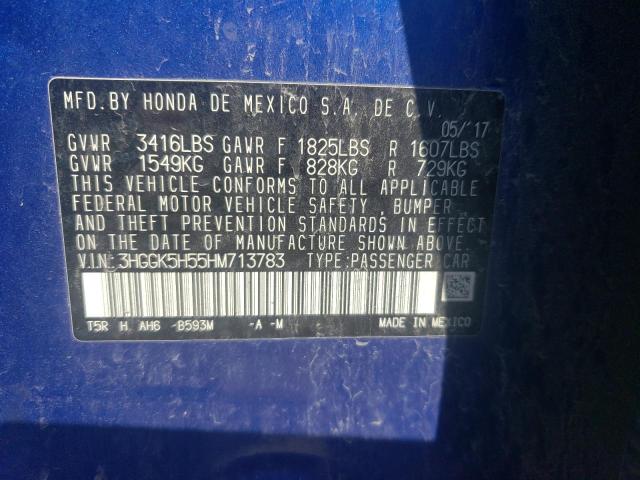 MFD.BY HONDA DE MEXICO S.A. DE C.V.
05/'17
GVWR 3416LBS GAWR F 1825LBS R 1607LBS
GVWR 1549KG GAWR F 828KG R 729KG
THIS VEHICLE CONFORMS TO ALL APPLICABLE
FEDERAL MOTOR VEHICLE SAFETY, BUMPER
AND THEFT PREVENTION STANDARDS IN EFFECT
ON THE DATE OF MANUFACTURE SHOWN ABOVE.
V.I.N:3HGGK5H55HM713783 TYPE:PASSENGER CAR
T5R H. AH6 -B593M -A -M MADE IN MEXICO